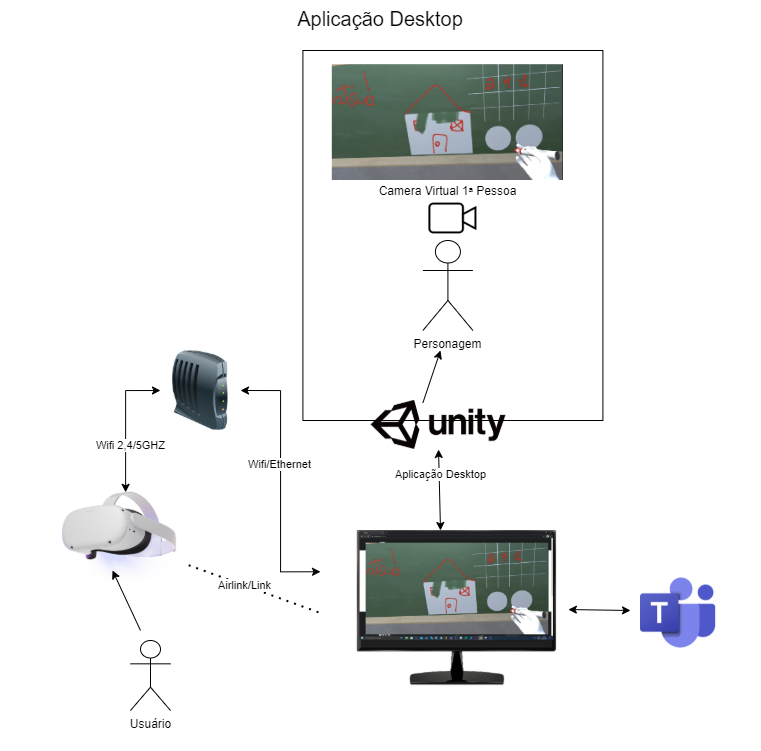 Aplicação Desktop
Camera Virtual 1ª Pessoa
Personagem
unity
Aplicação Desktop
Wifi 2,4/5GHZ
Wifi/Ethernet
Airlink/Link
T
Usuário